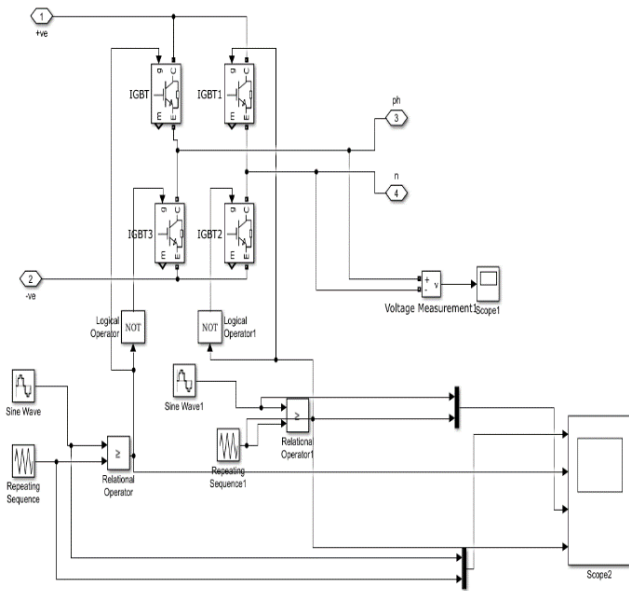 1
+ve
g
C
IGBT
m
E
g
C
IGBT1
m
E
ph
3
n
4
g
C
IGBT3
m
E
g
C
IGBT2
m
E
2
-ve
+
-
v
Voltage Measurement1
Scope1
NOT
Logical
Operator
NOT
Logical
Operator1
Sine Wave
Sine Wave1
≥
Relational
Operator1
Repeating
Sequence1
≥
Relational
Operator
Repeating
Sequence
Scope2